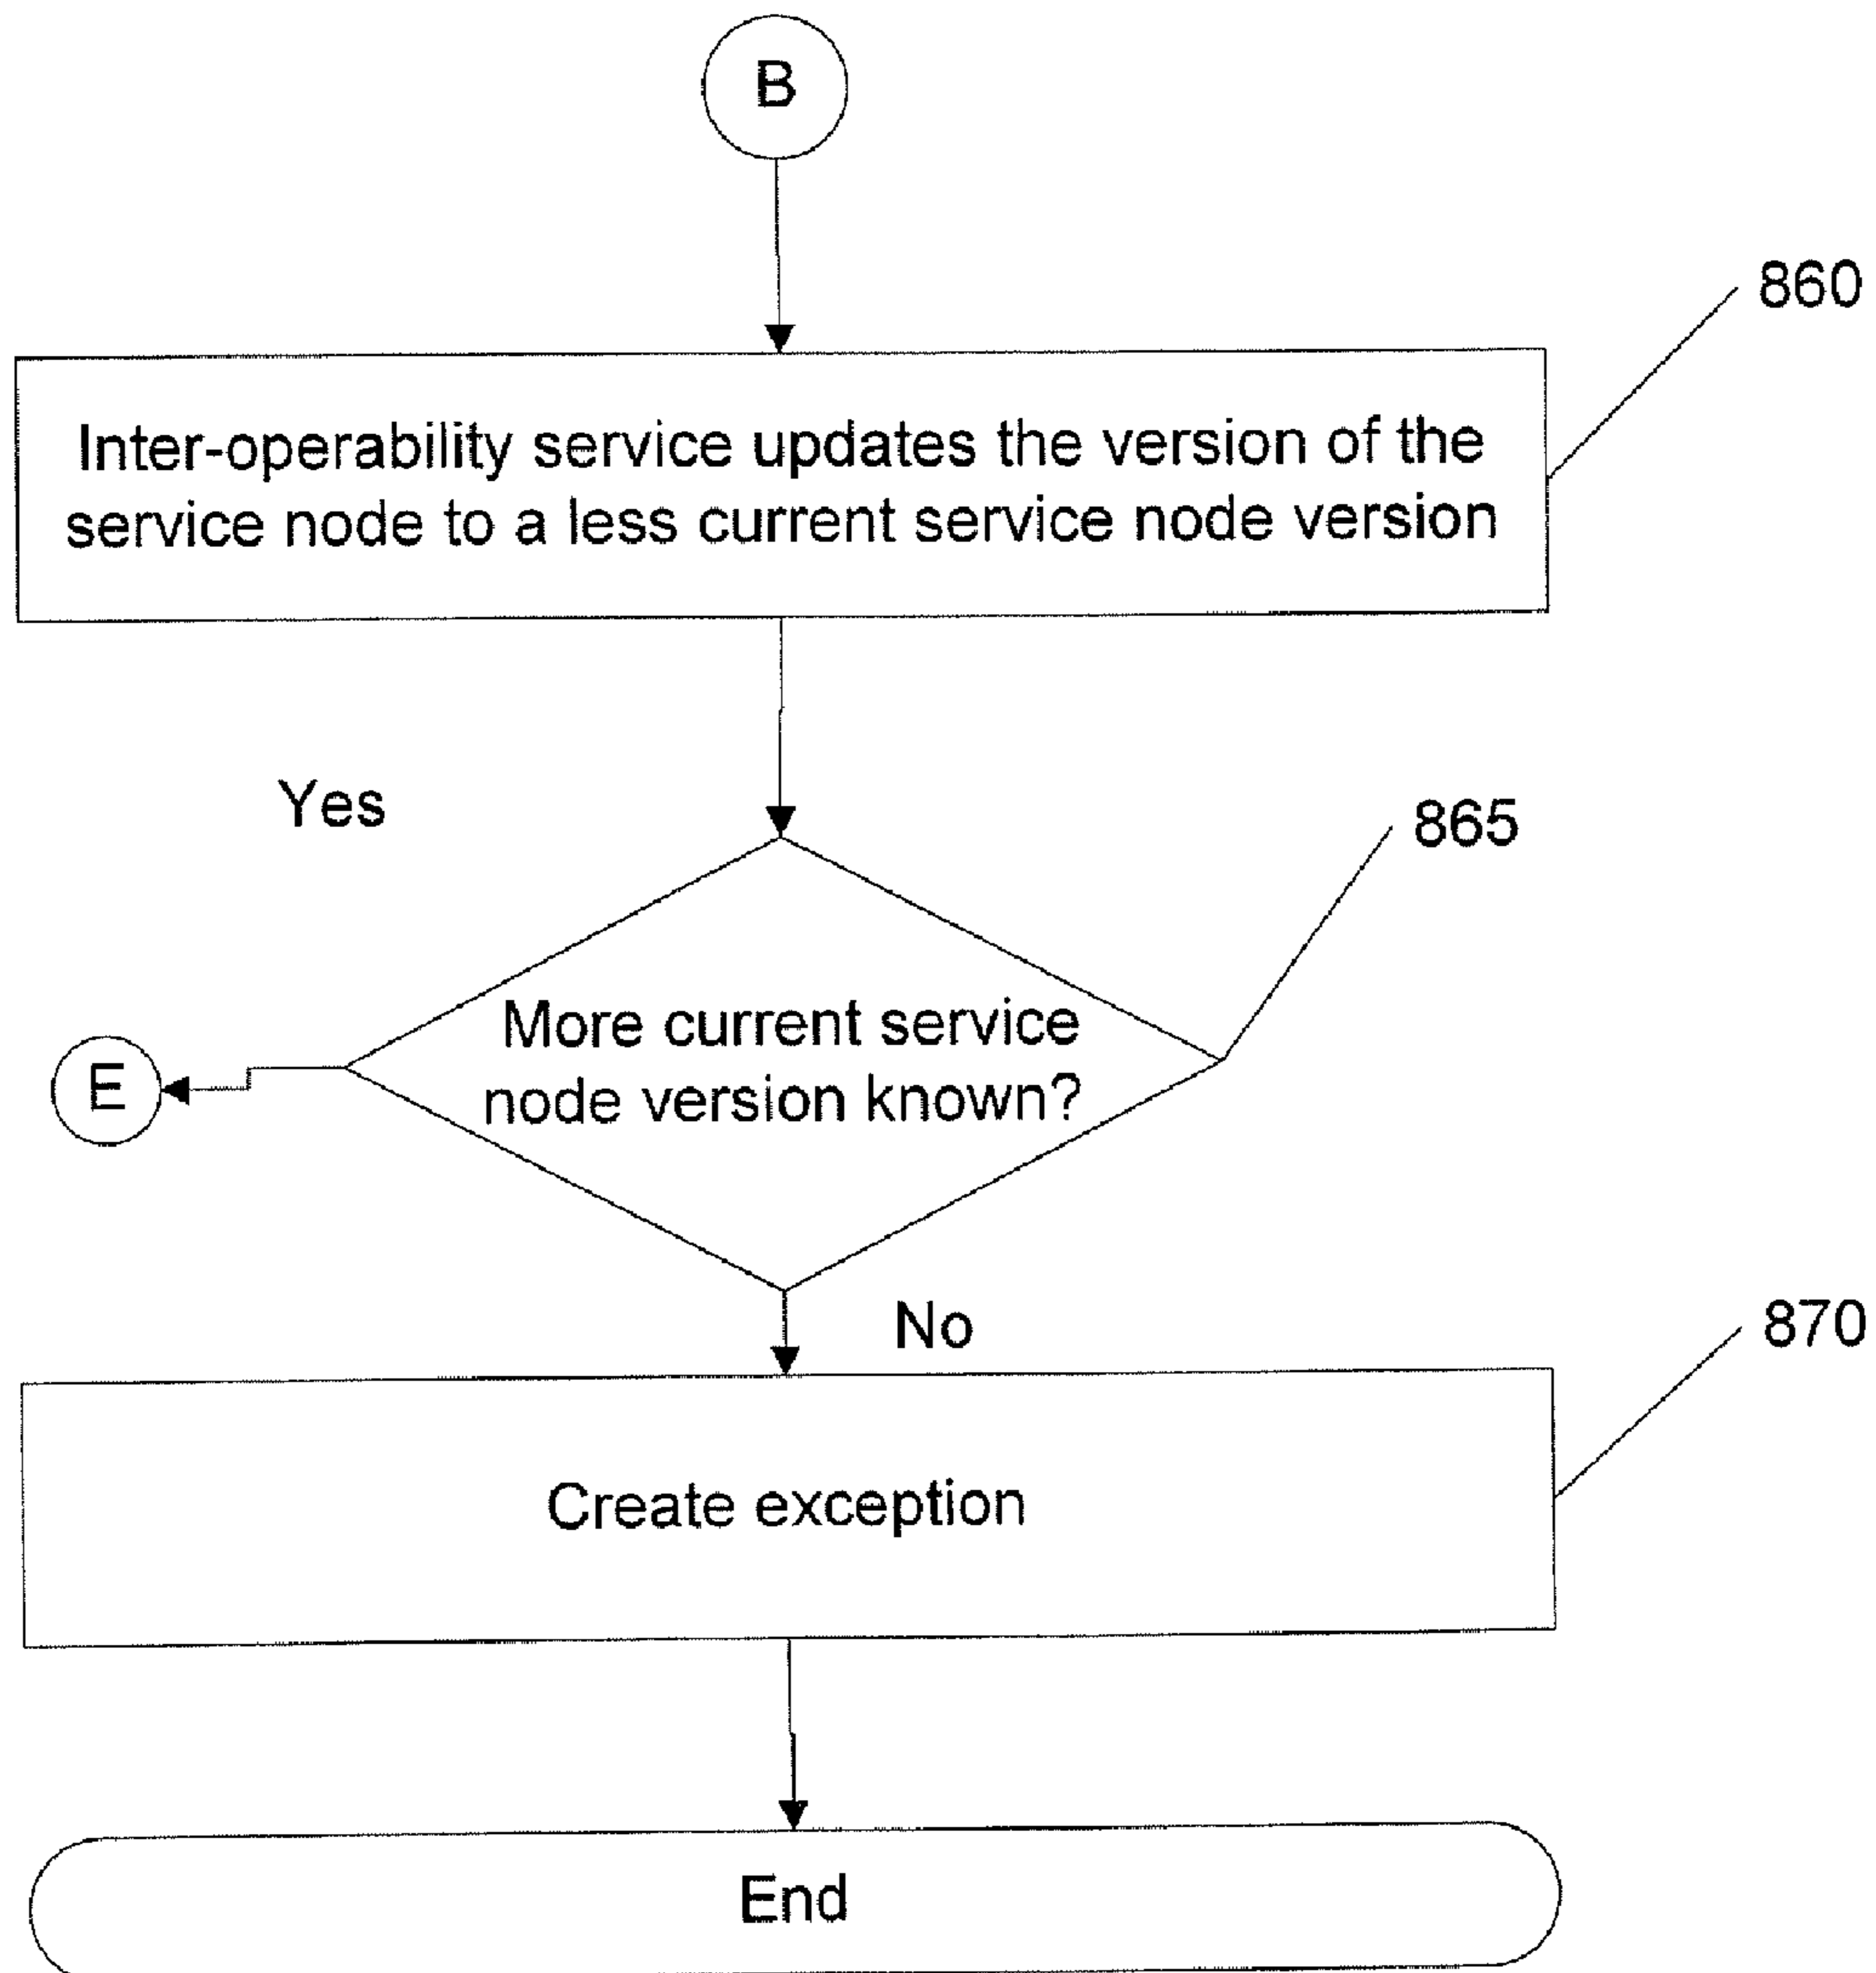 B
860
Inter-operability service updates the version of the
service node to a less current service node version
Yes
865
More current service
node version known?
E
No
870
Create exception
End